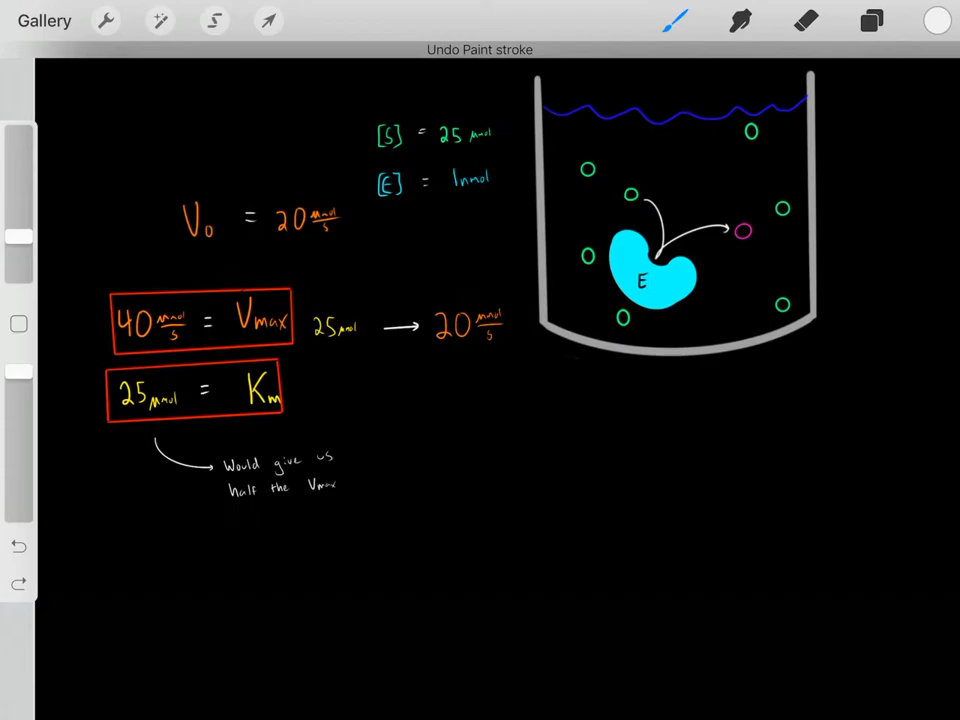 Gallery
Undo Paint stroke
[S] = 25 μmol
[E] = 1nmol
V₀ = 20 μmol/s
40 μmol/s = Vmax
25μmol → 20 μmol/s
25μmol = Km
Would give us
half the Vmax
E